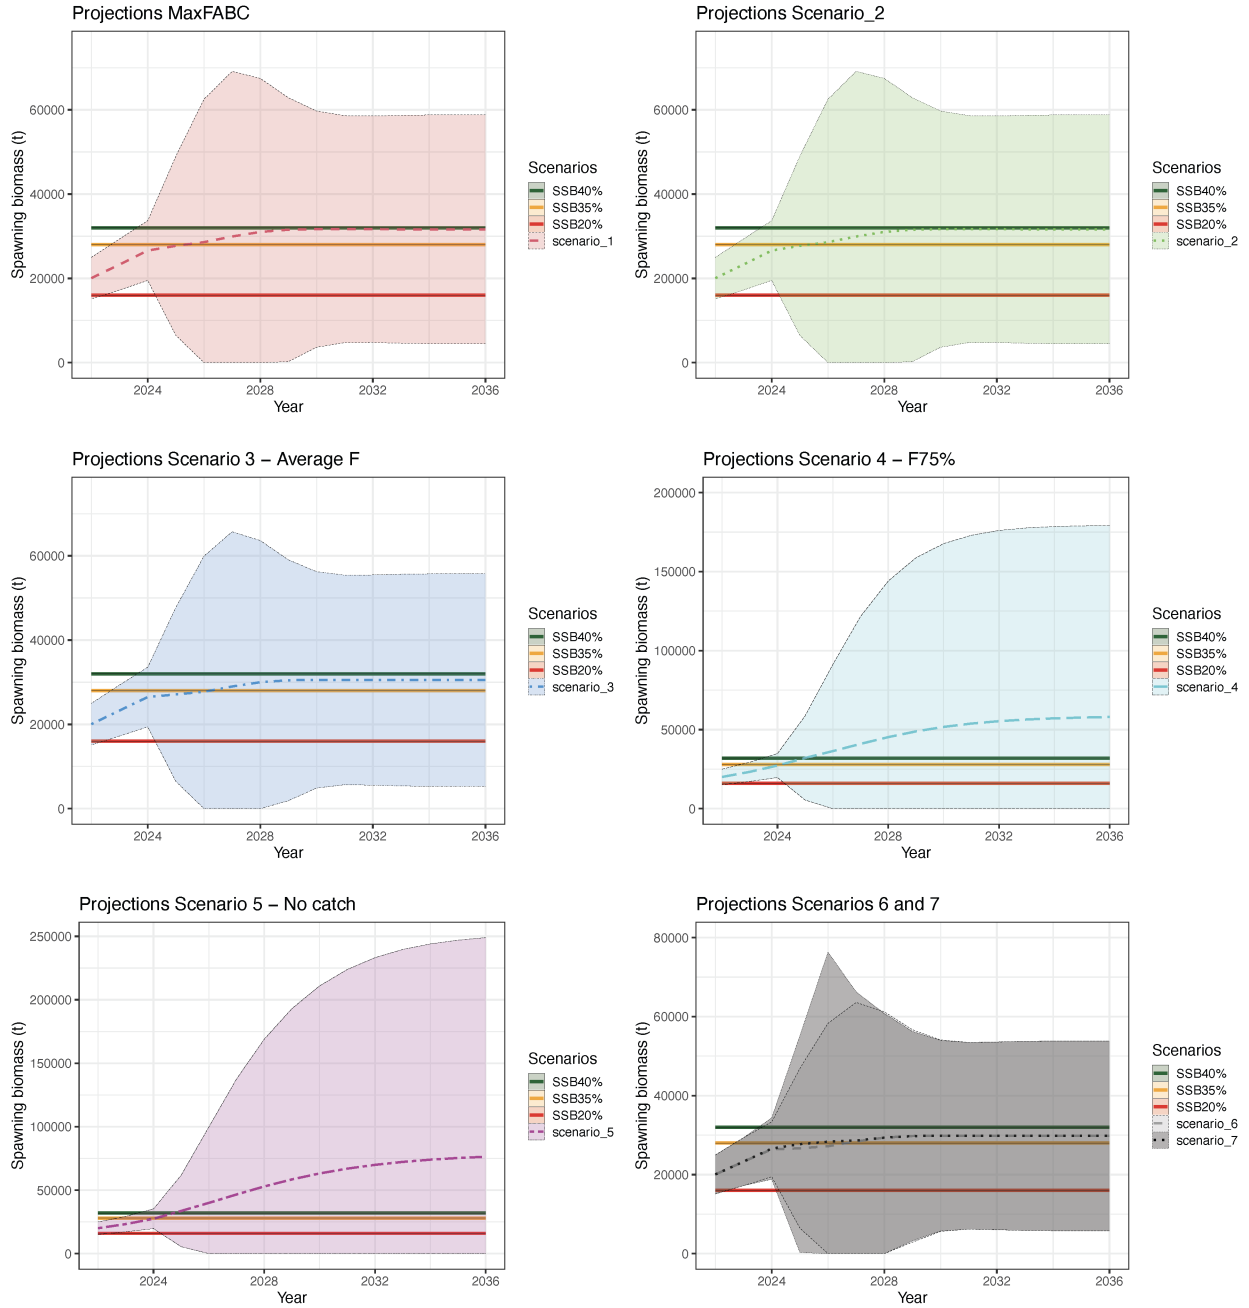 Projections MaxFABC
Spawning biomass (t)
60000
40000
20000
0
2024
2028
2032
2036
Year
Scenarios
SSB40%
SSB35%
SSB20%
scenario_1
Projections Scenario_2
Spawning biomass (t)
60000
40000
20000
0
2024
2028
2032
2036
Year
Scenarios
SSB40%
SSB35%
SSB20%
scenario_2
Projections Scenario 3 − Average F
Spawning biomass (t)
60000
40000
20000
0
2024
2028
2032
2036
Year
Scenarios
SSB40%
SSB35%
SSB20%
scenario_3
Projections Scenario 4 − F75%
Spawning biomass (t)
200000
150000
100000
50000
0
2024
2028
2032
2036
Year
Scenarios
SSB40%
SSB35%
SSB20%
scenario_4
Projections Scenario 5 − No catch
Spawning biomass (t)
250000
200000
150000
100000
50000
0
2024
2028
2032
2036
Year
Scenarios
SSB40%
SSB35%
SSB20%
scenario_5
Projections Scenarios 6 and 7
Spawning biomass (t)
80000
60000
40000
20000
0
2024
2028
2032
2036
Year
Scenarios
SSB40%
SSB35%
SSB20%
scenario_6
scenario_7